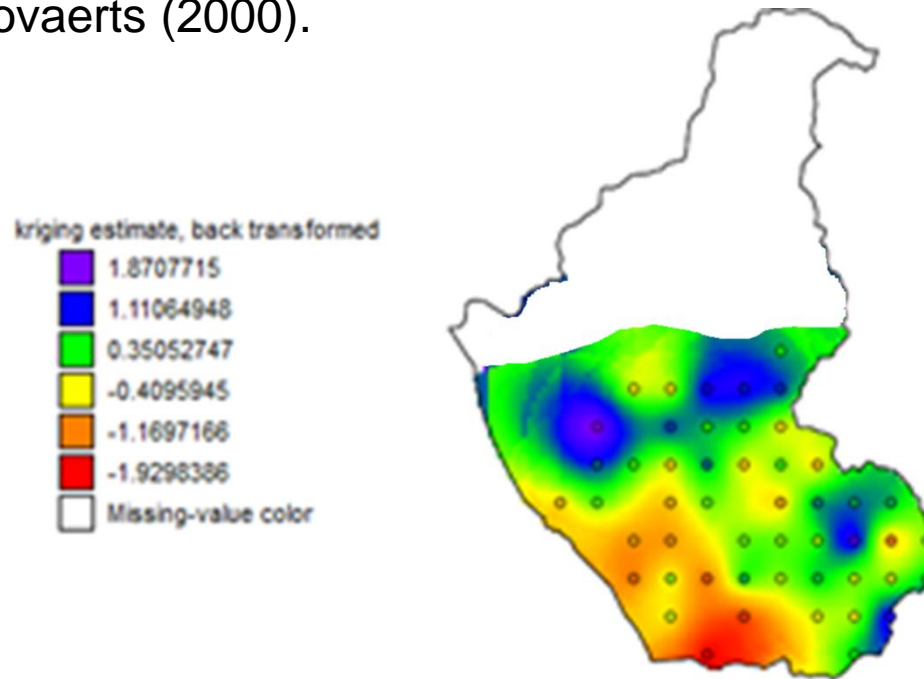 ovaerts (2000).
kriging estimate, back transformed
1.8707715
1.11064948
0.35052747
-0.4095945
-1.1697166
-1.9298386
Missing-value color